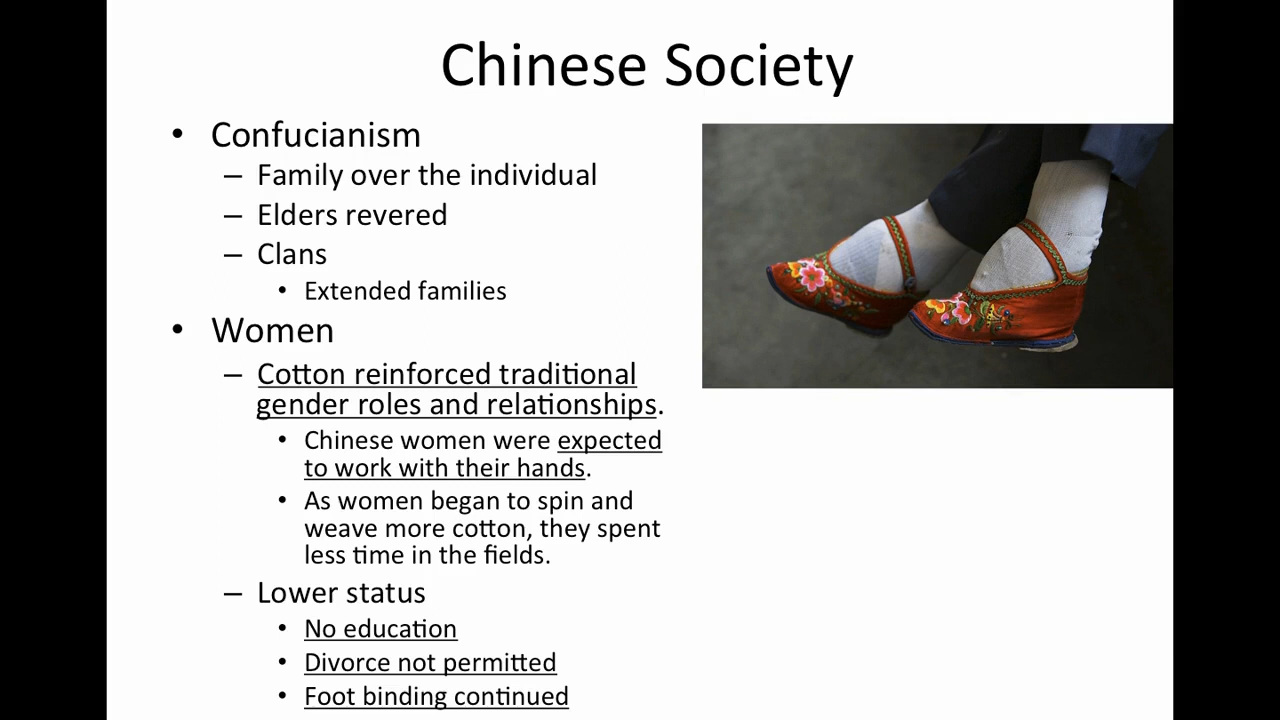 Chinese Society
• Confucianism
– Family over the individual
– Elders revered
– Clans
• Extended families
• Women
– Cotton reinforced traditional
gender roles and relationships.
• Chinese women were expected
to work with their hands.
• As women began to spin and
weave more cotton, they spent
less time in the fields.
– Lower status
• No education
• Divorce not permitted
• Foot binding continued